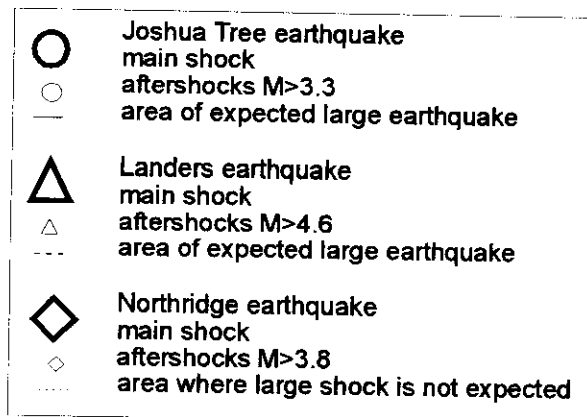 Joshua Tree earthquake
main shock
aftershocks M>3.3
area of expected large earthquake
Landers earthquake
main shock
aftershocks M>4.6
area of expected large earthquake
Northridge earthquake
main shock
aftershocks M>3.8
area where large shock is not expected